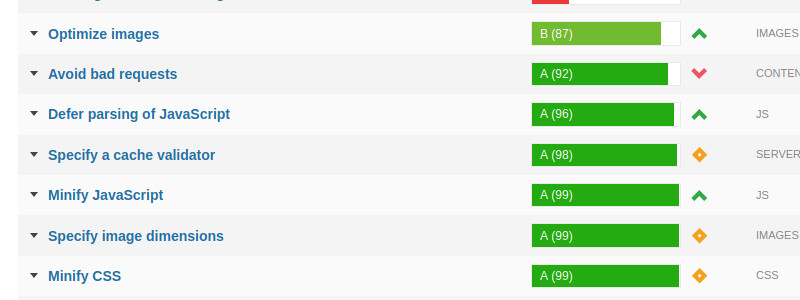 Optimize images B (87) IMAGES
Avoid bad requests A (92) CONTEN
Defer parsing of JavaScript A (96) JS
Specify a cache validator A (98) SERVER
Minify JavaScript A (99) JS
Specify image dimensions A (99) IMAGES
Minify CSS A (99) CSS